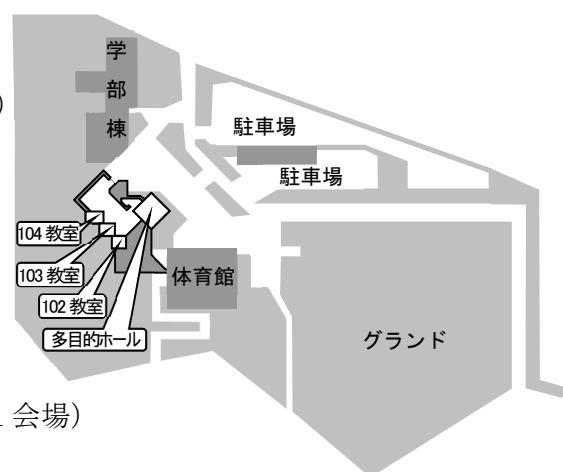 学
部
棟
）
駐車場
駐車場
104 教室
103 教室
102 教室
多目的ホール
体育館
グランド
会場）